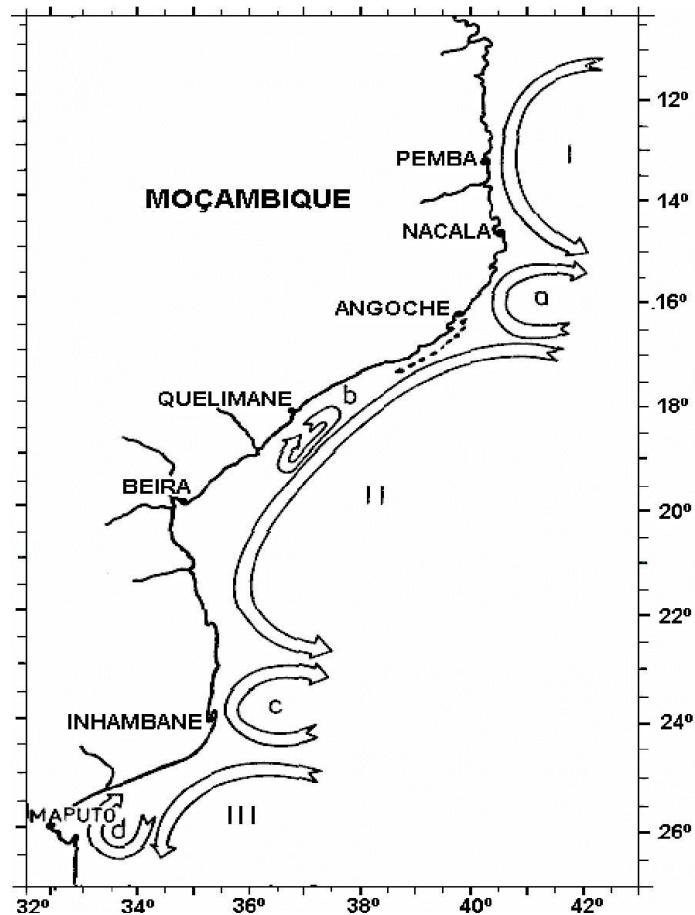 I
12º
PEMBA
MOÇAMBIQUE
14º
NACALA
a
16º
ANGOCHE
b
QUELIMANE
18º
BEIRA
II
20º
22º
c
INHAMBANE
24º
III
MAPUTO
d
26º
32º 34º 36º 38º 40º 42º